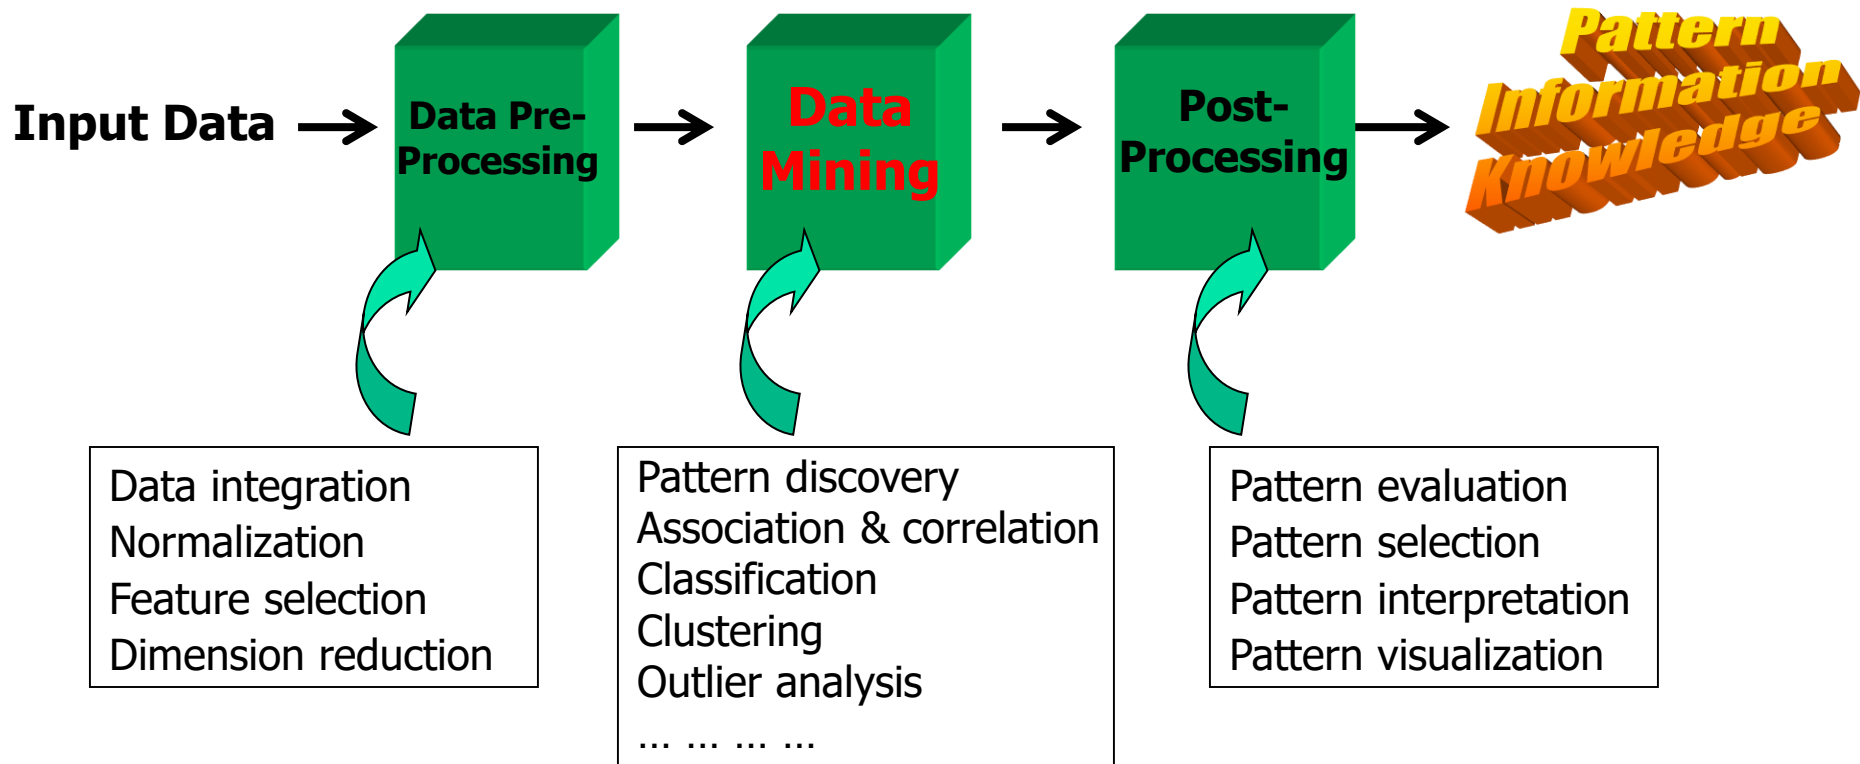 Input Data
Data Pre-
Processing
Data
Mining
Post-
Processing
Pattern
Information
Knowledge
Data integration
Normalization
Feature selection
Dimension reduction
Pattern discovery
Association & correlation
Classification
Clustering
Outlier analysis
… … … …
Pattern evaluation
Pattern selection
Pattern interpretation
Pattern visualization